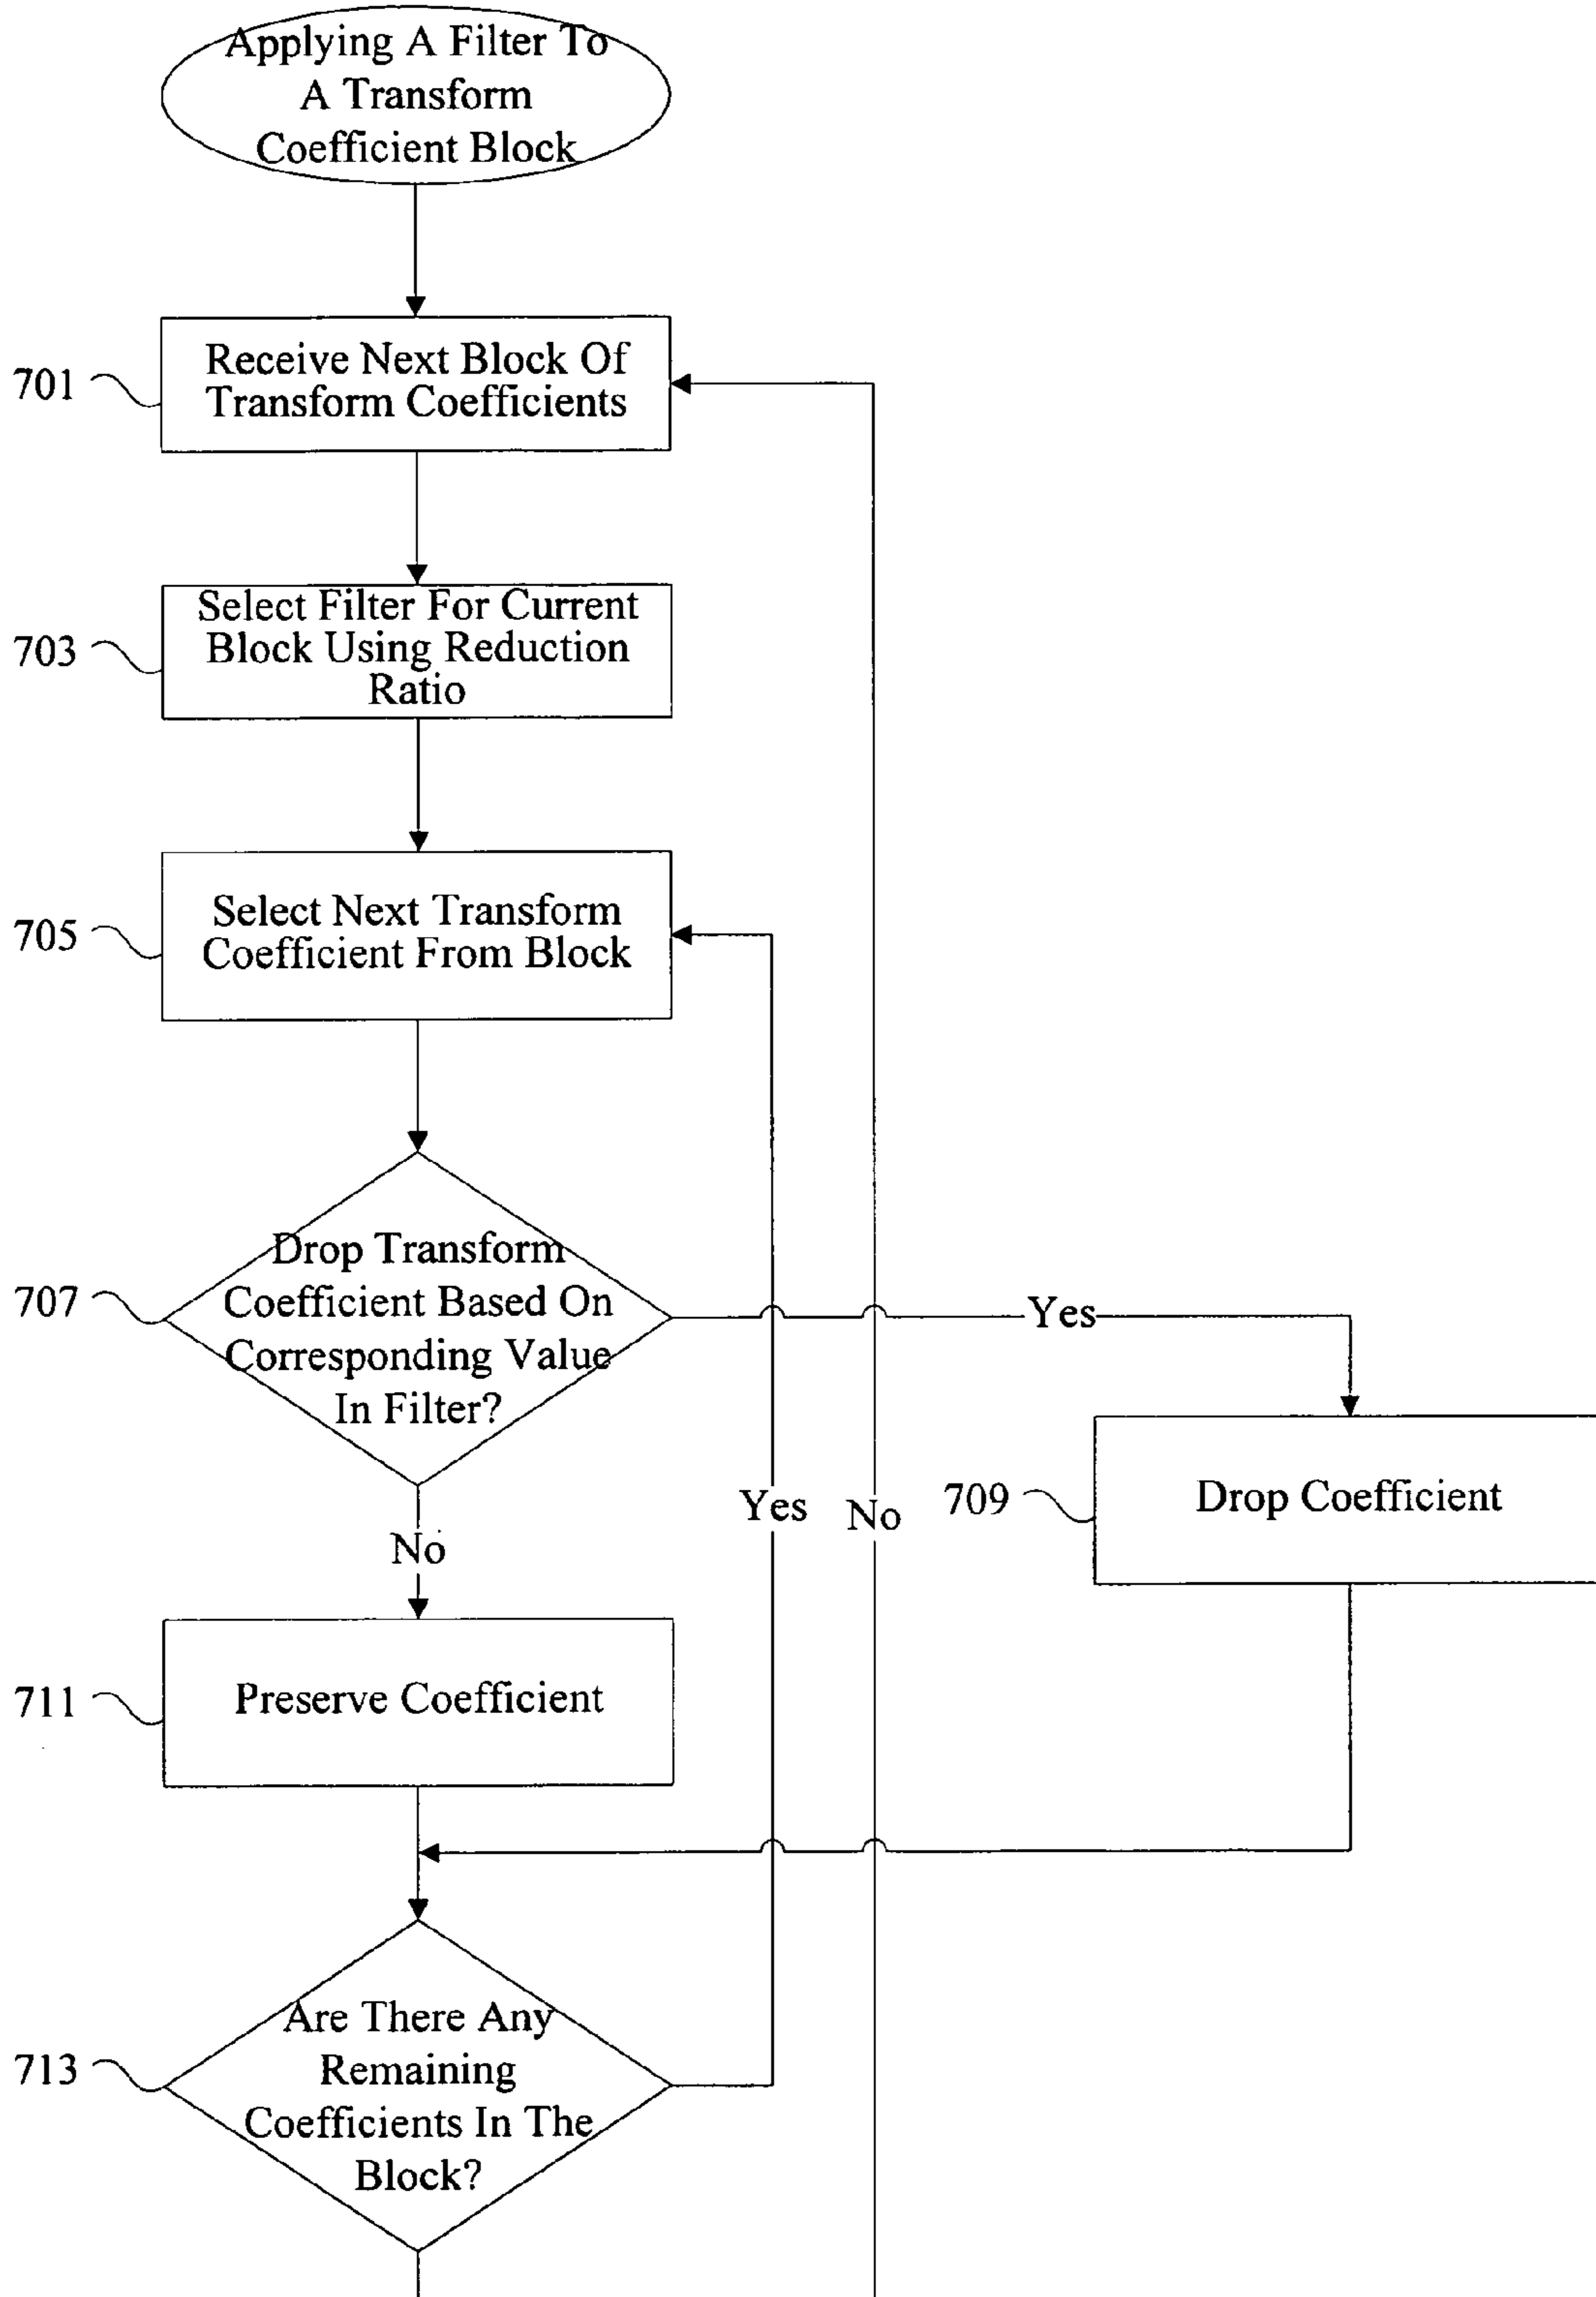 Applying A Filter To
A Transform
Coefficient Block
701
Receive Next Block Of
Transform Coefficients
703
Select Filter For Current
Block Using Reduction
Ratio
705
Select Next Transform
Coefficient From Block
707
Drop Transform
Coefficient Based On
Corresponding Value
In Filter?
Yes
709
Drop Coefficient
Yes
No
No
711
Preserve Coefficient
713
Are There Any
Remaining
Coefficients In The
Block?